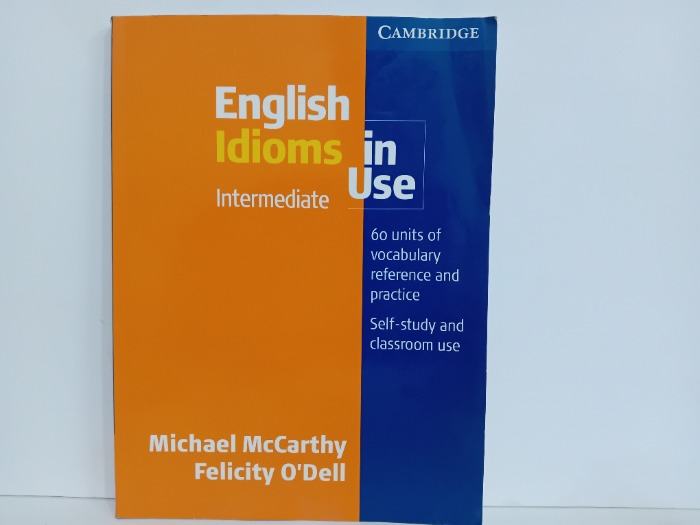 CAMBRIDGE
English
Idioms in
Use
Intermediate
60 units of
vocabulary
reference and
practice
Self-study and
classroom use
Michael McCarthy
Felicity O'Dell